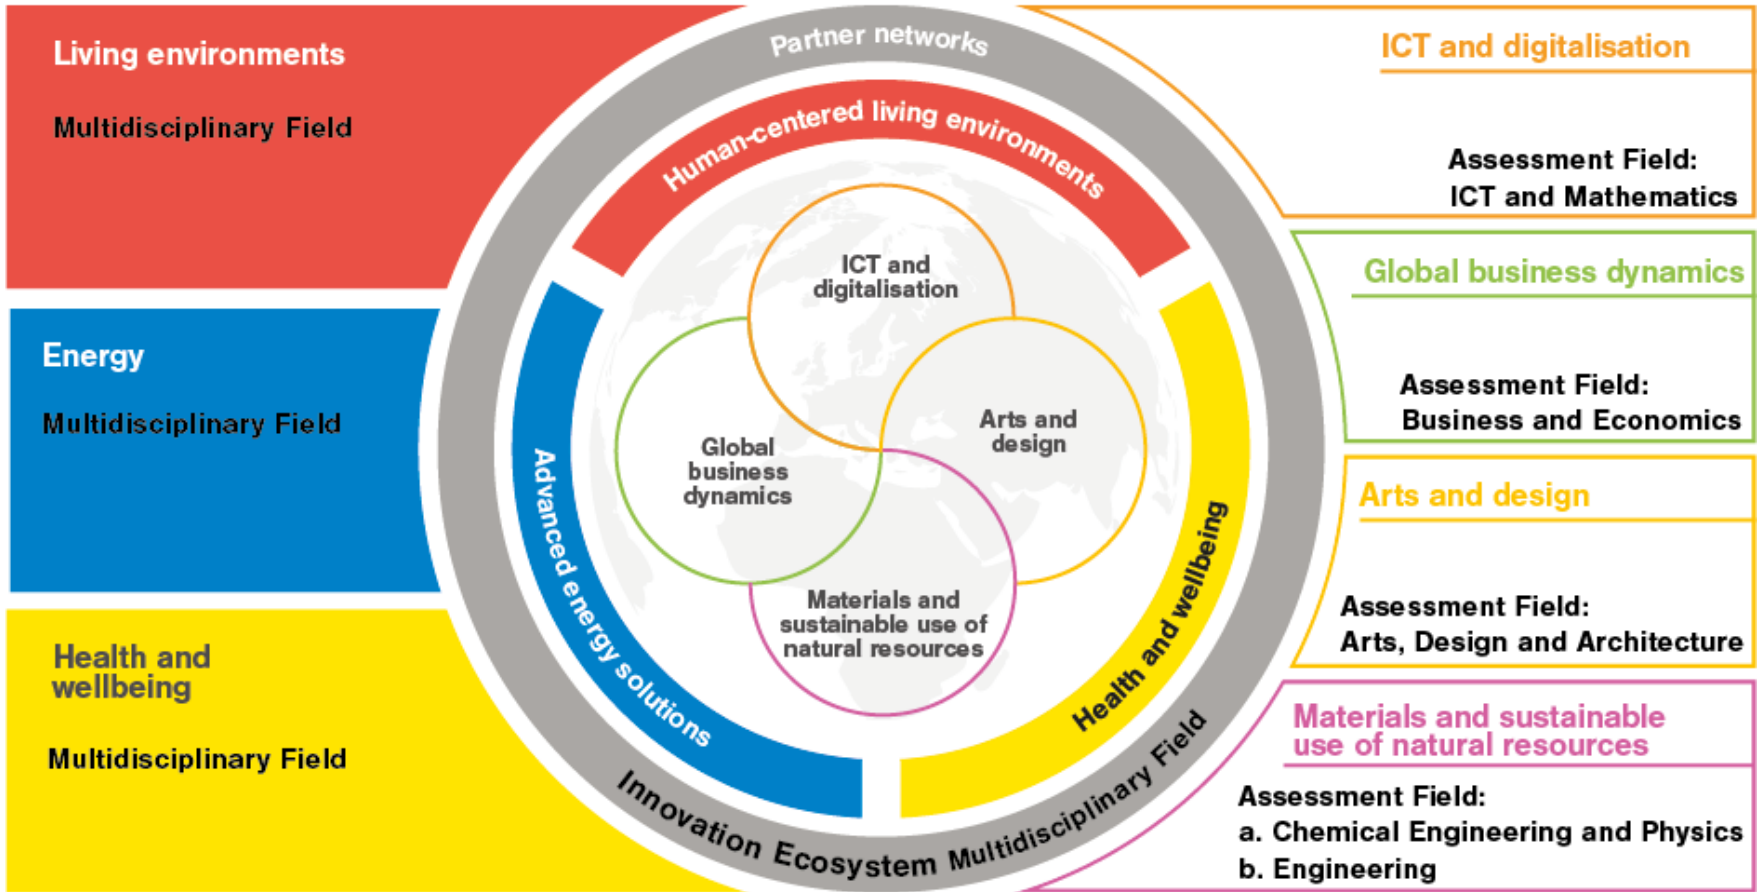 Living environments
Multidisciplinary Field
Energy
Multidisciplinary Field
Health and
wellbeing
Multidisciplinary Field
Partner networks
Human-centered living environments
Advanced energy solutions
Health and wellbeing
Innovation Ecosystem Multidisciplinary Field
ICT and
digitalisation
Arts and
design
Global
business
dynamics
Materials and
sustainable use of
natural resources
ICT and digitalisation
Assessment Field:
ICT and Mathematics
Global business dynamics
Assessment Field:
Business and Economics
Arts and design
Assessment Field:
Arts, Design and Architecture
Materials and sustainable
use of natural resources
Assessment Field:
a. Chemical Engineering and Physics
b. Engineering